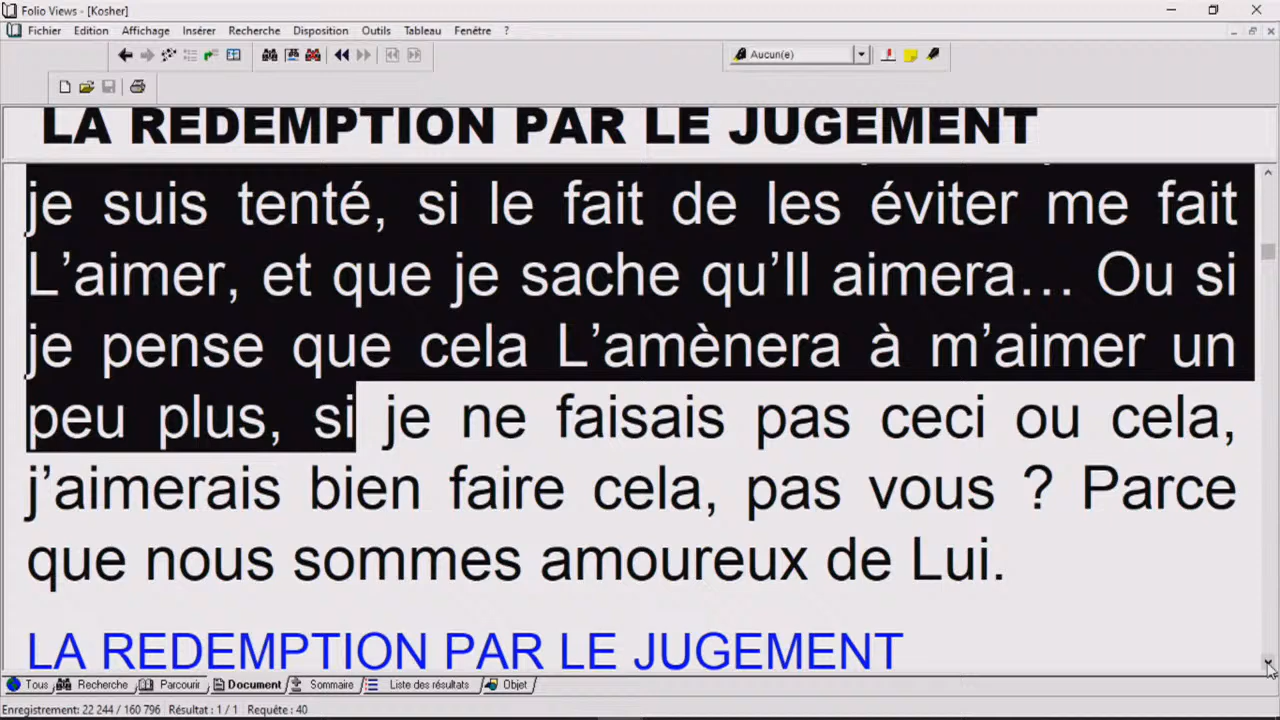 Folio Views - [Kosher]
Fichier Edition Affichage Insérer Recherche Disposition Outils Tableau Fenêtre ?
Aucun(e)
LA REDEMPTION PAR LE JUGEMENT
je suis tenté, si le fait de les éviter me fait
L’aimer, et que je sache qu’Il aimera… Ou si
je pense que cela L’amènera à m’aimer un
peu plus, si je ne faisais pas ceci ou cela,
j’aimerais bien faire cela, pas vous ? Parce
que nous sommes amoureux de Lui.
LA REDEMPTION PAR LE JUGEMENT
Tous Recherche Parcourir Document Sommaire Liste des résultats Objet
Enregistrement: 22 244 / 160 796 Résultat : 1 / 1 Requête : 40